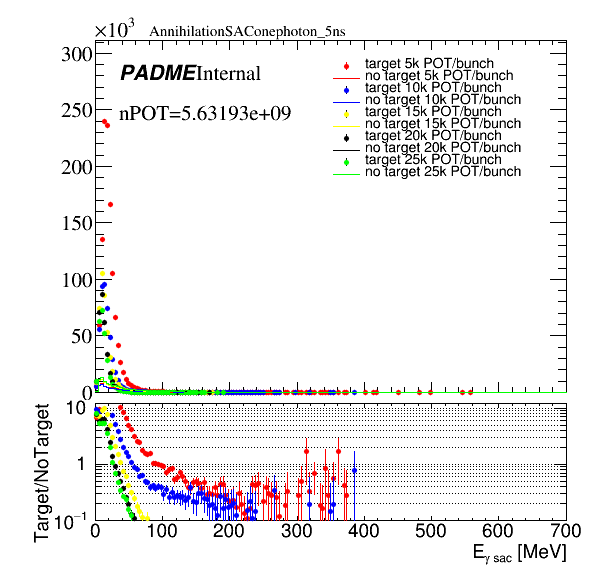 ×10³ AnnihilationSAConephoton_5ns
300
250
200
150
100
50
0
PADME Internal
nPOT=5.63193e+09
target 5k POT/bunch
no target 5k POT/bunch
target 10k POT/bunch
no target 10k POT/bunch
target 15k POT/bunch
no target 15k POT/bunch
target 20k POT/bunch
no target 20k POT/bunch
target 25k POT/bunch
no target 25k POT/bunch
Target/NoTarget
10
1
10⁻¹
0 100 200 300 400 500 600 700
Eγ sac [MeV]